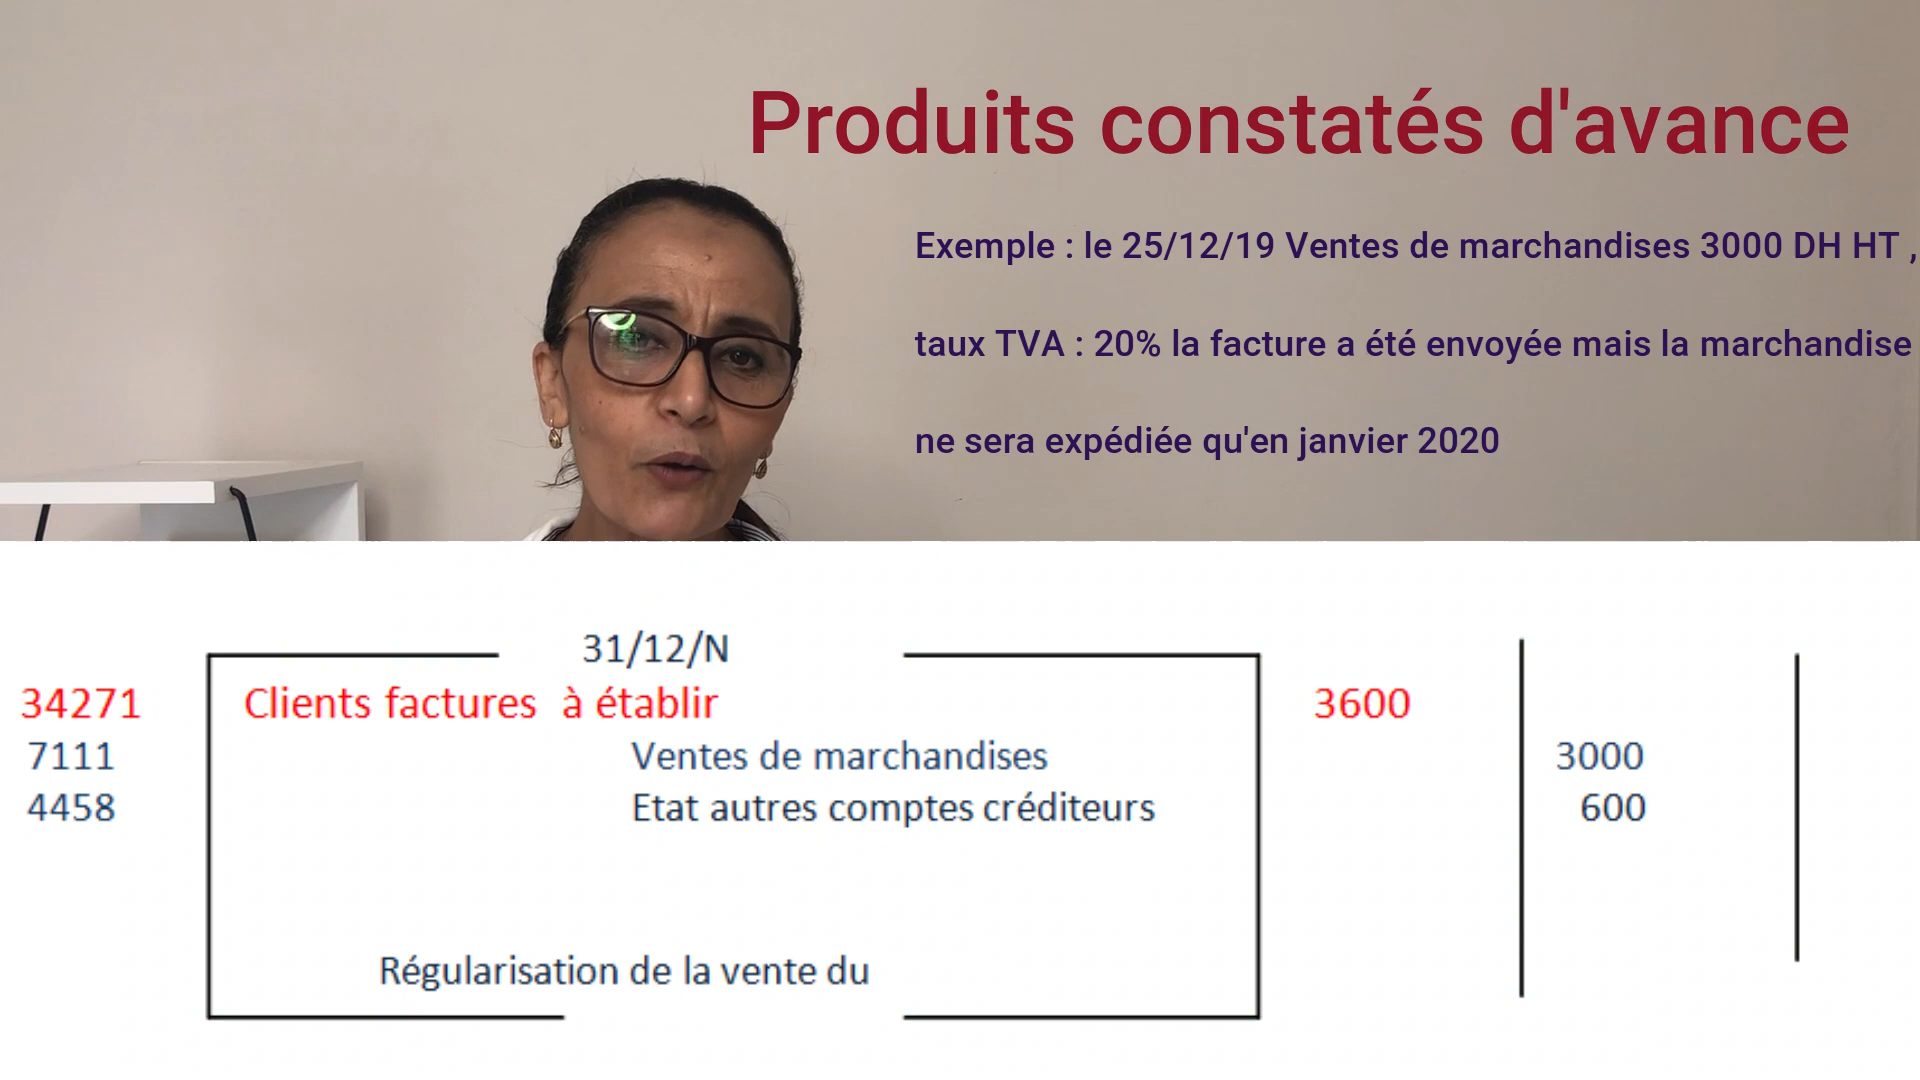 Produits constatés d'avance
Exemple : le 25/12/19 Ventes de marchandises 3000 DH HT ,
taux TVA : 20% la facture a été envoyée mais la marchandise
ne sera expédiée qu'en janvier 2020
31/12/N
34271 Clients factures à établir 3600
7111 Ventes de marchandises 3000
4458 Etat autres comptes créditeurs 600
Régularisation de la vente du